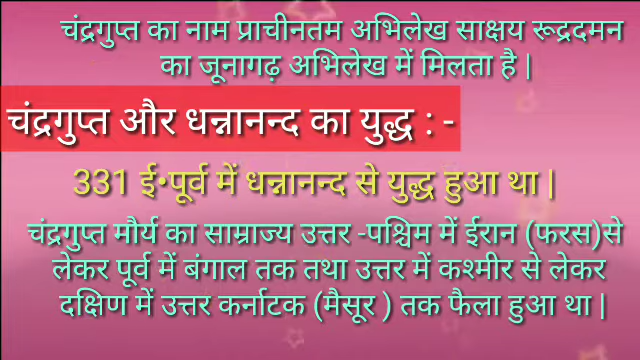 चंद्रगुप्त का नाम प्राचीनतम अभिलेख साक्षय रूद्रदमन
का जूनागढ़ अभिलेख में मिलता है |
चंद्रगुप्त और धन्नानन्द का युद्ध : -
331 ई•पूर्व में धन्नानन्द से युद्ध हुआ था |
चंद्रगुप्त मौर्य का साम्राज्य उत्तर -पश्चिम में ईरान (फरस)से
लेकर पूर्व में बंगाल तक तथा उत्तर में कश्मीर से लेकर
दक्षिण में उत्तर कर्नाटक (मैसूर ) तक फैला हुआ था |